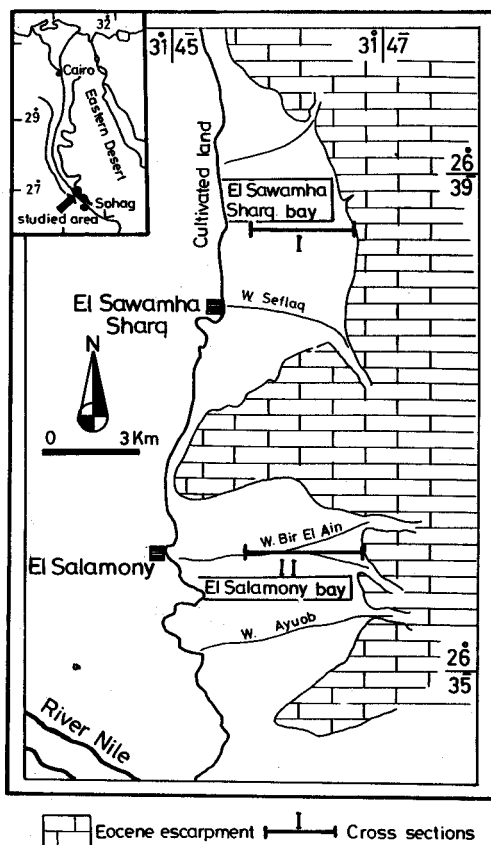 32°
Cairo
29°
Eastern Desert
27°
Sohag
studied area
31° 45
31° 47
Cultivated land
26°
39
El Sawamha
Sharq bay
I
El Sawamha
Sharq
W. Seflaq
N
0 3 Km
W. Bir El Ain
El Salamony
II
El Salamony bay
W. Ayuob
26°
35
River Nile
Eocene escarpment
I
Cross sections